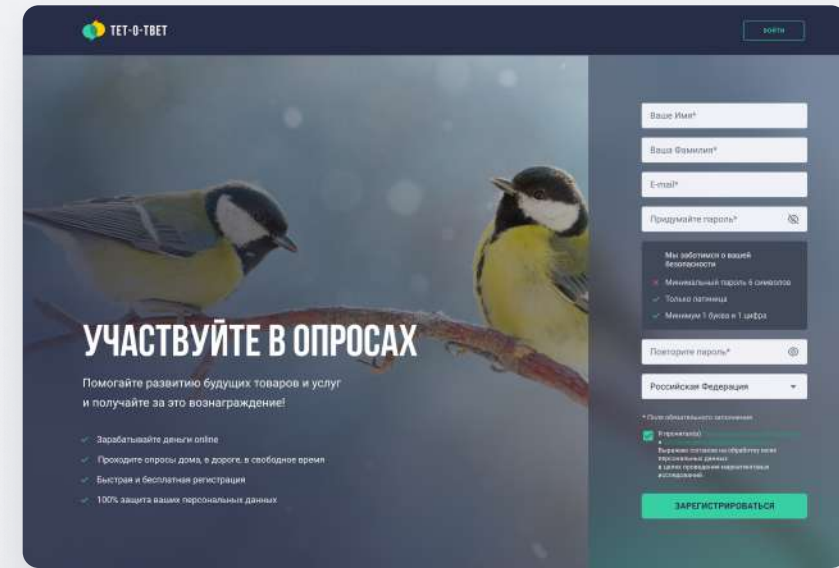 ТЕТ-О-ТВЕТ
ВОЙТИ
УЧАСТВУЙТЕ В ОПРОСАХ
Помогайте развитию будущих товаров и услуг
и получайте за это вознаграждение!
Зарабатывайте деньги online
Проходите опросы дома, в дороге, в свободное время
Быстрая и бесплатная регистрация
100% защита ваших персональных данных
Ваше Имя*
Ваша Фамилия*
E-mail*
Придумайте пароль*
Мы заботимся о вашей
безопасности
Минимальный пароль 6 символов
Только латиница
Минимум 1 буква и 1 цифра
Повторите пароль*
Российская Федерация
* Поля обязательного заполнения
Я прочитал(а)
и
Выражаю согласие на обработку моих
персональных данных
в целях проведения маркетинговых
исследований.
ЗАРЕГИСТРИРОВАТЬСЯ